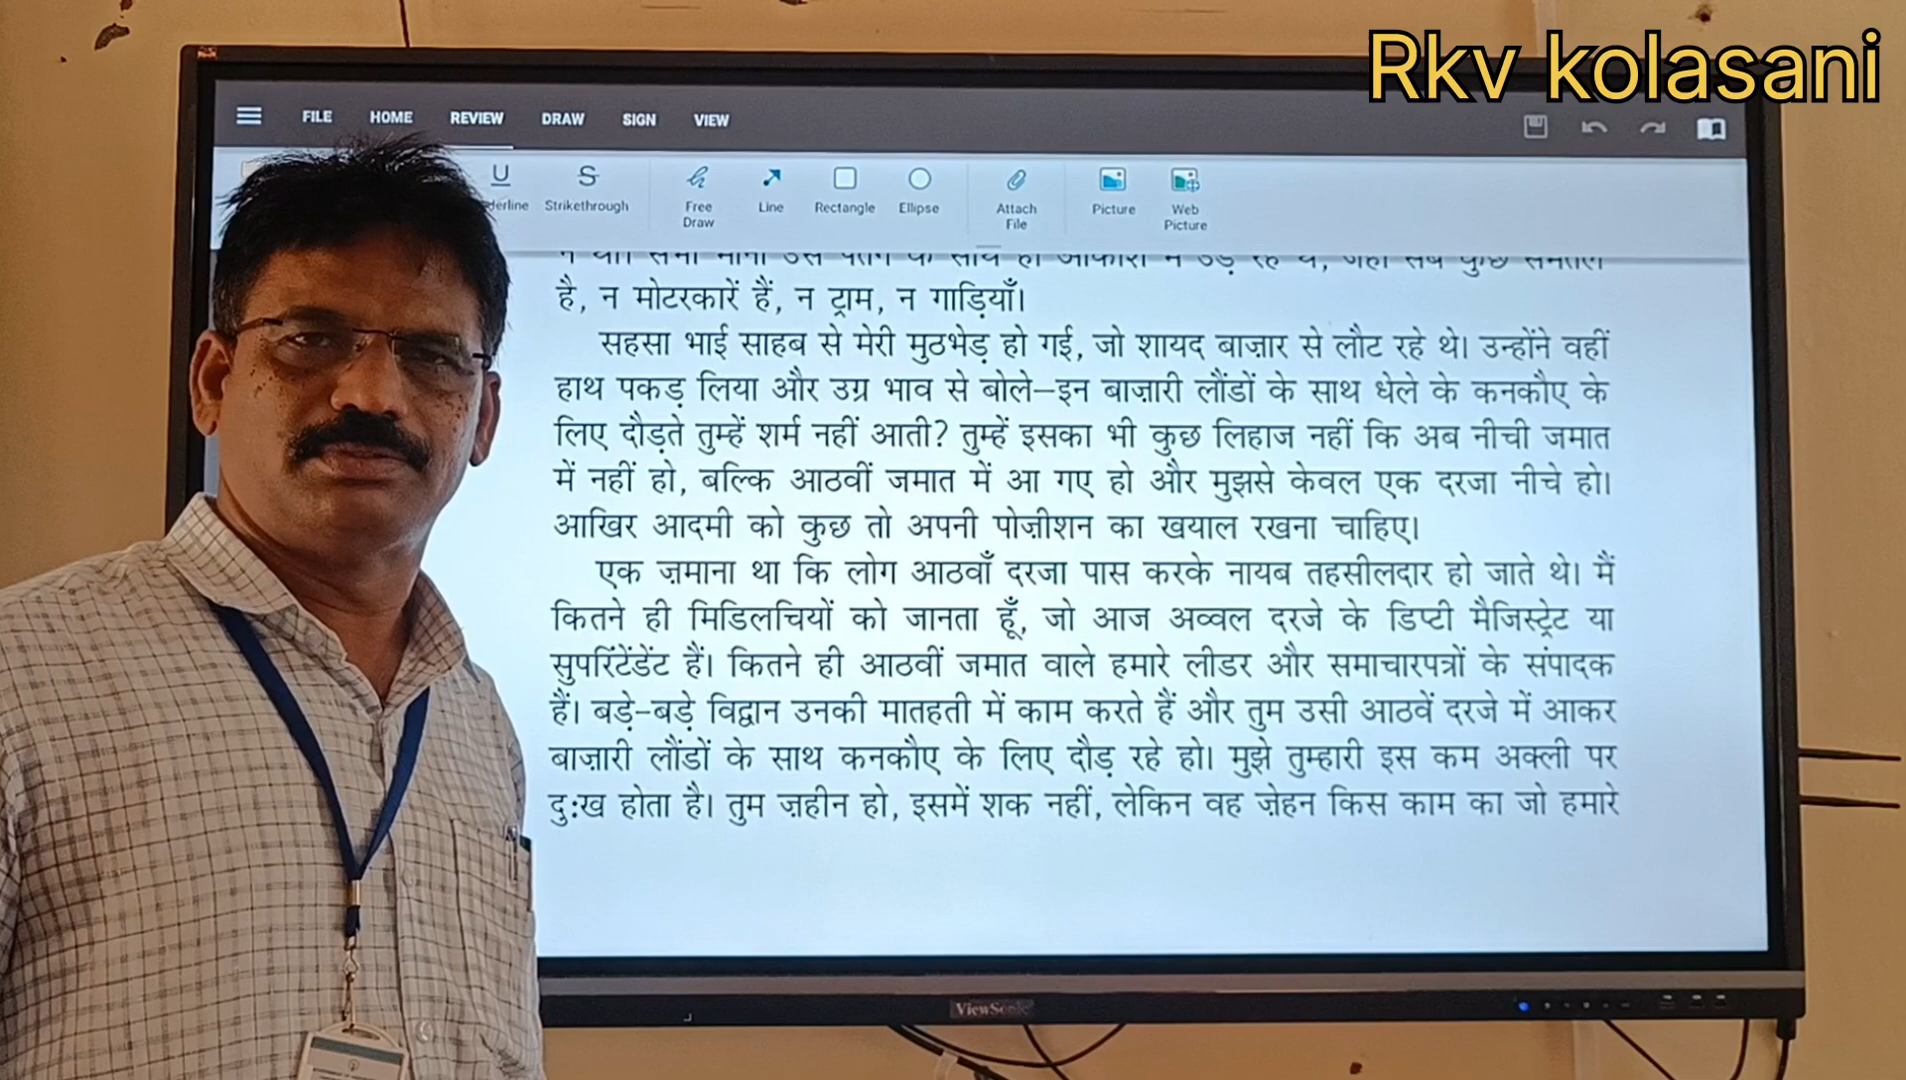 Rkv kolasani
FILE HOME REVIEW DRAW SIGN VIEW
Strikethrough Free Draw Line Rectangle Ellipse Attach File Picture Web Picture
है, न मोटरकारें हैं, न ट्राम, न गाड़ियाँ।
सहसा भाई साहब से मेरी मुठभेड़ हो गई, जो शायद बाज़ार से लौट रहे थे। उन्होंने वहीं
हाथ पकड़ लिया और उग्र भाव से बोले–इन बाज़ारी लौंडों के साथ धेले के कनकौए के
लिए दौड़ते तुम्हें शर्म नहीं आती? तुम्हें इसका भी कुछ लिहाज नहीं कि अब नीची जमात
में नहीं हो, बल्कि आठवीं जमात में आ गए हो और मुझसे केवल एक दरजा नीचे हो।
आखिर आदमी को कुछ तो अपनी पोज़ीशन का खयाल रखना चाहिए।
एक ज़माना था कि लोग आठवाँ दरजा पास करके नायब तहसीलदार हो जाते थे। मैं
कितने ही मिडिलचियों को जानता हूँ, जो आज अव्वल दरजे के डिप्टी मैजिस्ट्रेट या
सुपरिंटेंडेंट हैं। कितने ही आठवीं जमात वाले हमारे लीडर और समाचारपत्रों के संपादक
हैं। बड़े–बड़े विद्वान उनकी मातहती में काम करते हैं और तुम उसी आठवें दरजे में आकर
बाज़ारी लौंडों के साथ कनकौए के लिए दौड़ रहे हो। मुझे तुम्हारी इस कम अक्ली पर
दुःख होता है। तुम ज़हीन हो, इसमें शक नहीं, लेकिन वह ज़ेहन किस काम का जो हमारे
ViewSonic